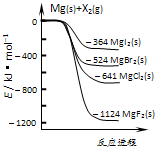 Mg(s)+X₂(g)
E / kJ • mol⁻¹
0
-400
-800
-1200
-364 MgI₂(s)
-524 MgBr₂(s)
-641 MgCl₂(s)
-1124 MgF₂(s)
反应进程